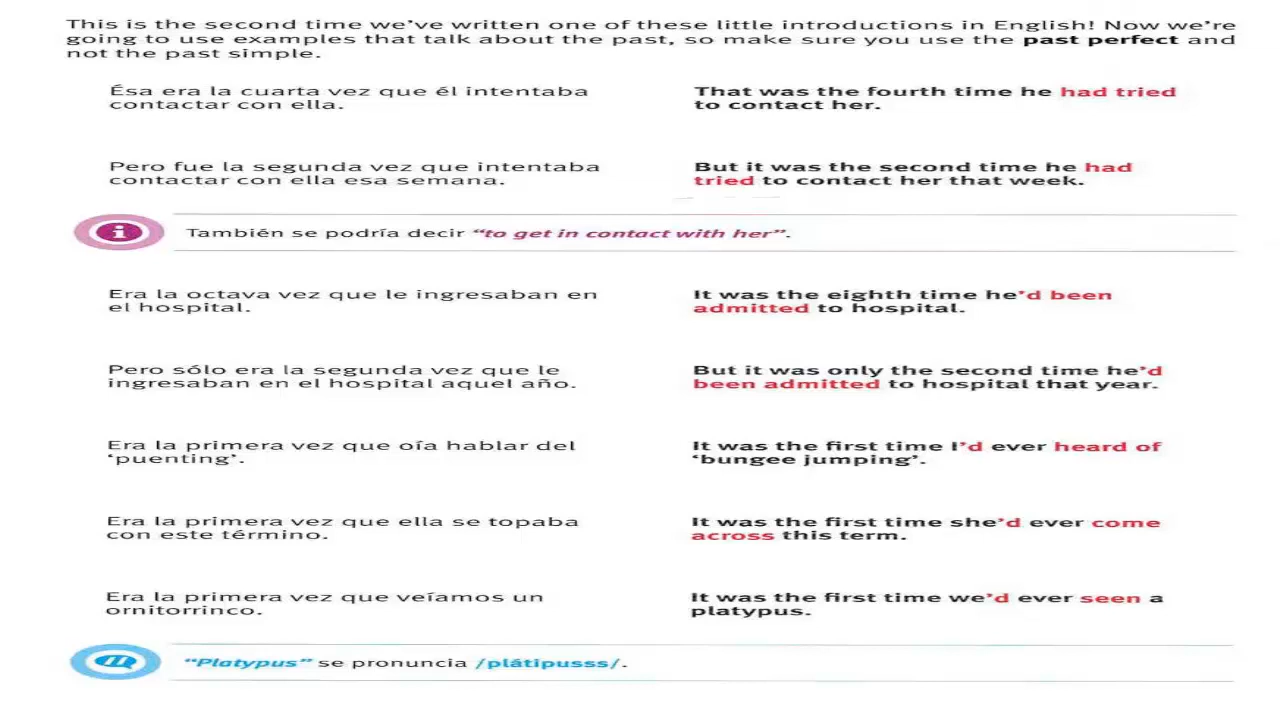 This is the second time we've written one of these little introductions in English! Now we're
going to use examples that talk about the past, so make sure you use the past perfect and
not the past simple.
Ésa era la cuarta vez que él intentaba
contactar con ella.
That was the fourth time he had tried
to contact her.
Pero fue la segunda vez que intentaba
contactar con ella esa semana.
But it was the second time he had
tried to contact her that week.
i
También se podría decir “to get in contact with her”.
Era la octava vez que le ingresaban en
el hospital.
It was the eighth time he’d been
admitted to hospital.
Pero sólo era la segunda vez que le
ingresaban en el hospital aquel año.
But it was only the second time he’d
been admitted to hospital that year.
Era la primera vez que oía hablar del
‘puenting’.
It was the first time I’d ever heard of
‘bungee jumping’.
Era la primera vez que ella se topaba
con este término.
It was the first time she’d ever come
across this term.
Era la primera vez que veíamos un
ornitorrinco.
It was the first time we’d ever seen a
platypus.
“Platypus” se pronuncia /plátipusss/.